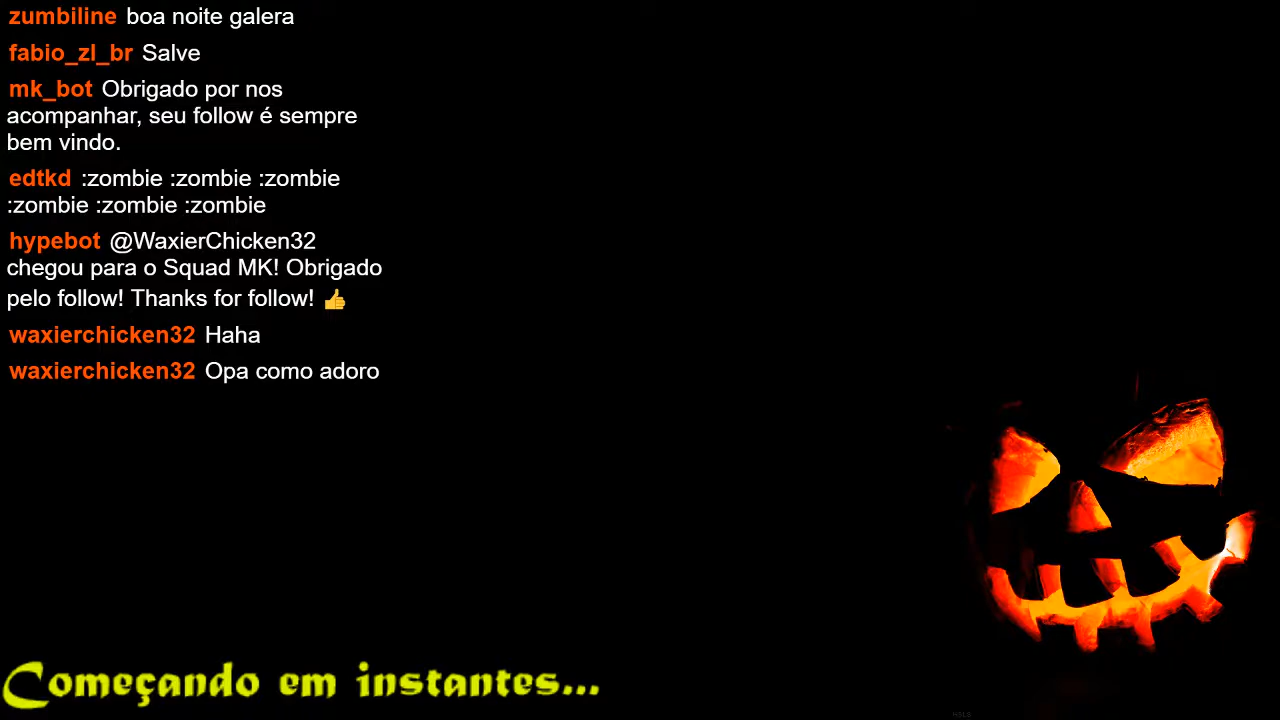 zumbiline boa noite galera
fabio_zl_br Salve
mk_bot Obrigado por nos
acompanhar, seu follow é sempre
bem vindo.
edtkd :zombie :zombie :zombie
:zombie :zombie :zombie
hypebot @WaxierChicken32
chegou para o Squad MK! Obrigado
pelo follow! Thanks for follow! 👍
waxierchicken32 Haha
waxierchicken32 Opa como adoro
Começando em instantes...